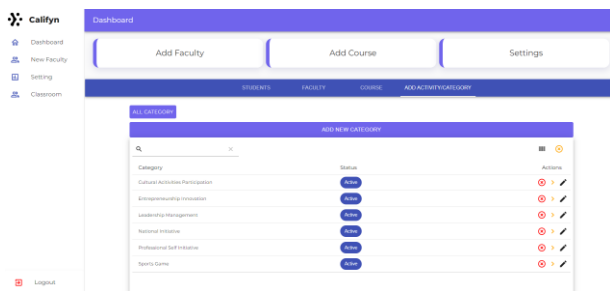 Califyn
Dashboard
New Faculty
Setting
Classroom
Logout
Dashboard
Add Faculty
Add Course
Settings
STUDENTS FACULTY COURSE ADD ACTIVITY/CATEGORY
ALL CATEGORY
ADD NEW CATEGORY
Category Status Actions
Cultural Activities Participation Active
Entrepreneurship Innovation Active
Leadership Management Active
National Initiative Active
Professional Self Initiative Active
Sports Game Active